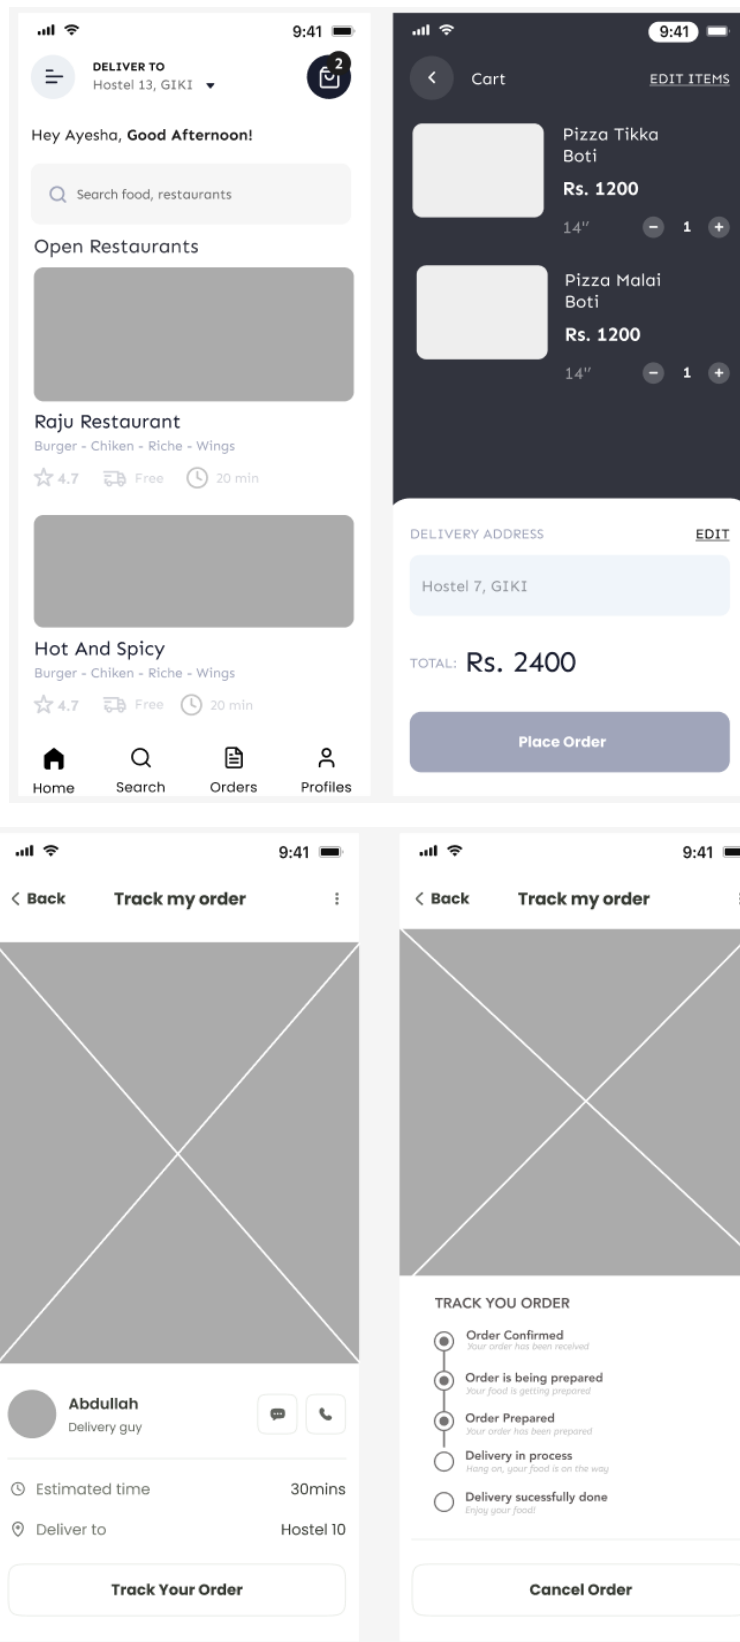 9:41
DELIVER TO
Hostel 13, GIKI
2
Hey Ayesha, Good Afternoon!
Search food, restaurants
Open Restaurants
Raju Restaurant
Burger - Chiken - Riche - Wings
4.7 Free 20 min
Hot And Spicy
Burger - Chiken - Riche - Wings
4.7 Free 20 min
Home Search Orders Profiles
9:41
Cart EDIT ITEMS
Pizza Tikka
Boti
Rs. 1200
14" − 1 +
Pizza Malai
Boti
Rs. 1200
14" − 1 +
DELIVERY ADDRESS EDIT
Hostel 7, GIKI
TOTAL: Rs. 2400
Place Order
9:41
Back Track my order
Abdullah
Delivery guy
Estimated time 30mins
Deliver to Hostel 10
Track Your Order
9:41
Back Track my order
TRACK YOU ORDER
Order Confirmed
Your order has been received
Order is being prepared
Your food is getting prepared
Order Prepared
Your order has been prepared
Delivery in process
Hang on, your food is on the way
Delivery sucessfully done
Enjoy your food!
Cancel Order